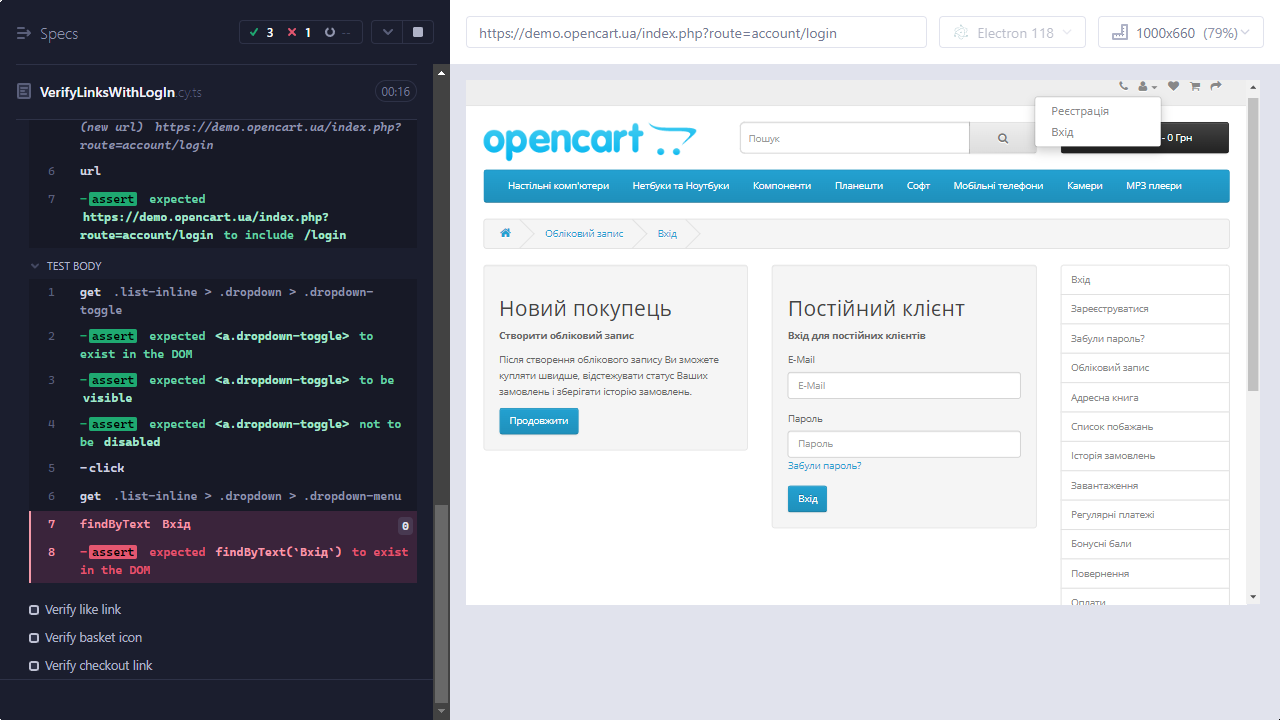 Specs
3
1
--
https://demo.opencart.ua/index.php?route=account/login
Electron 118
1000x660 (79%)
VerifyLinksWithLogIn.cy.ts
00:16
(new url) https://demo.opencart.ua/index.php?
route=account/login
6 url
7 -assert expected
https://demo.opencart.ua/index.php?
route=account/login to include /login
TEST BODY
1 get .list-inline > .dropdown > .dropdown-
toggle
2 -assert expected <a.dropdown-toggle> to
exist in the DOM
3 -assert expected <a.dropdown-toggle> to be
visible
4 -assert expected <a.dropdown-toggle> not to
be disabled
5 -click
6 get .list-inline > .dropdown > .dropdown-menu
7 findByText Вхід 0
8 -assert expected findByText(`Вхід`) to exist
in the DOM
Verify like link
Verify basket icon
Verify checkout link
Реєстрація
Вхід
opencart
Пошук
- 0 Грн
Настільні комп'ютери
Нетбуки та Ноутбуки
Компоненти
Планешти
Софт
Мобільні телефони
Камери
MP3 плеєри
Обліковий запис
Вхід
Новий покупець
Створити обліковий запис
Після створення облікового запису Ви зможете
купляти швидше, відстежувати статус Ваших
замовлень і зберігати історію замовлень.
Продовжити
Постійний клієнт
Вхід для постійних клієнтів
E-Mail
E-Mail
Пароль
Пароль
Забули пароль?
Вхід
Вхід
Зареєструватися
Забули пароль?
Обліковий запис
Адресна книга
Список побажань
Історія замовлень
Завантаження
Регулярні платежі
Бонусні бали
Повернення
Оплати